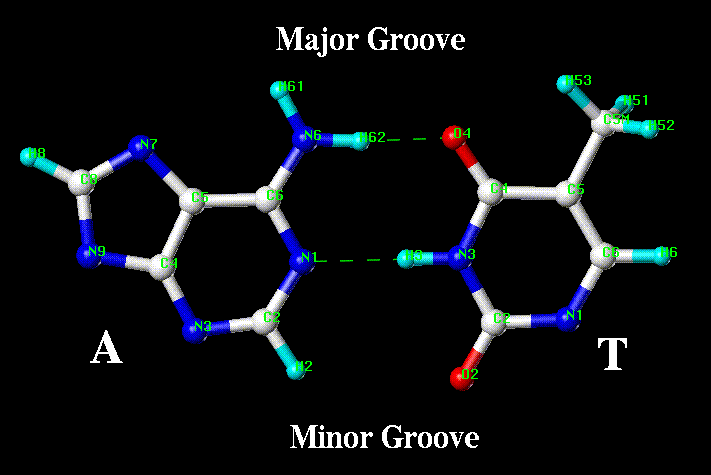 Major Groove
H61
H53
H51
C5M
H52
N6
H62
O4
N7
H8
C8
C5
C6
C4
C5
N9
C4
N1
H3
N3
C6
H6
N3
C2
C2
N1
A
T
H2
O2
Minor Groove